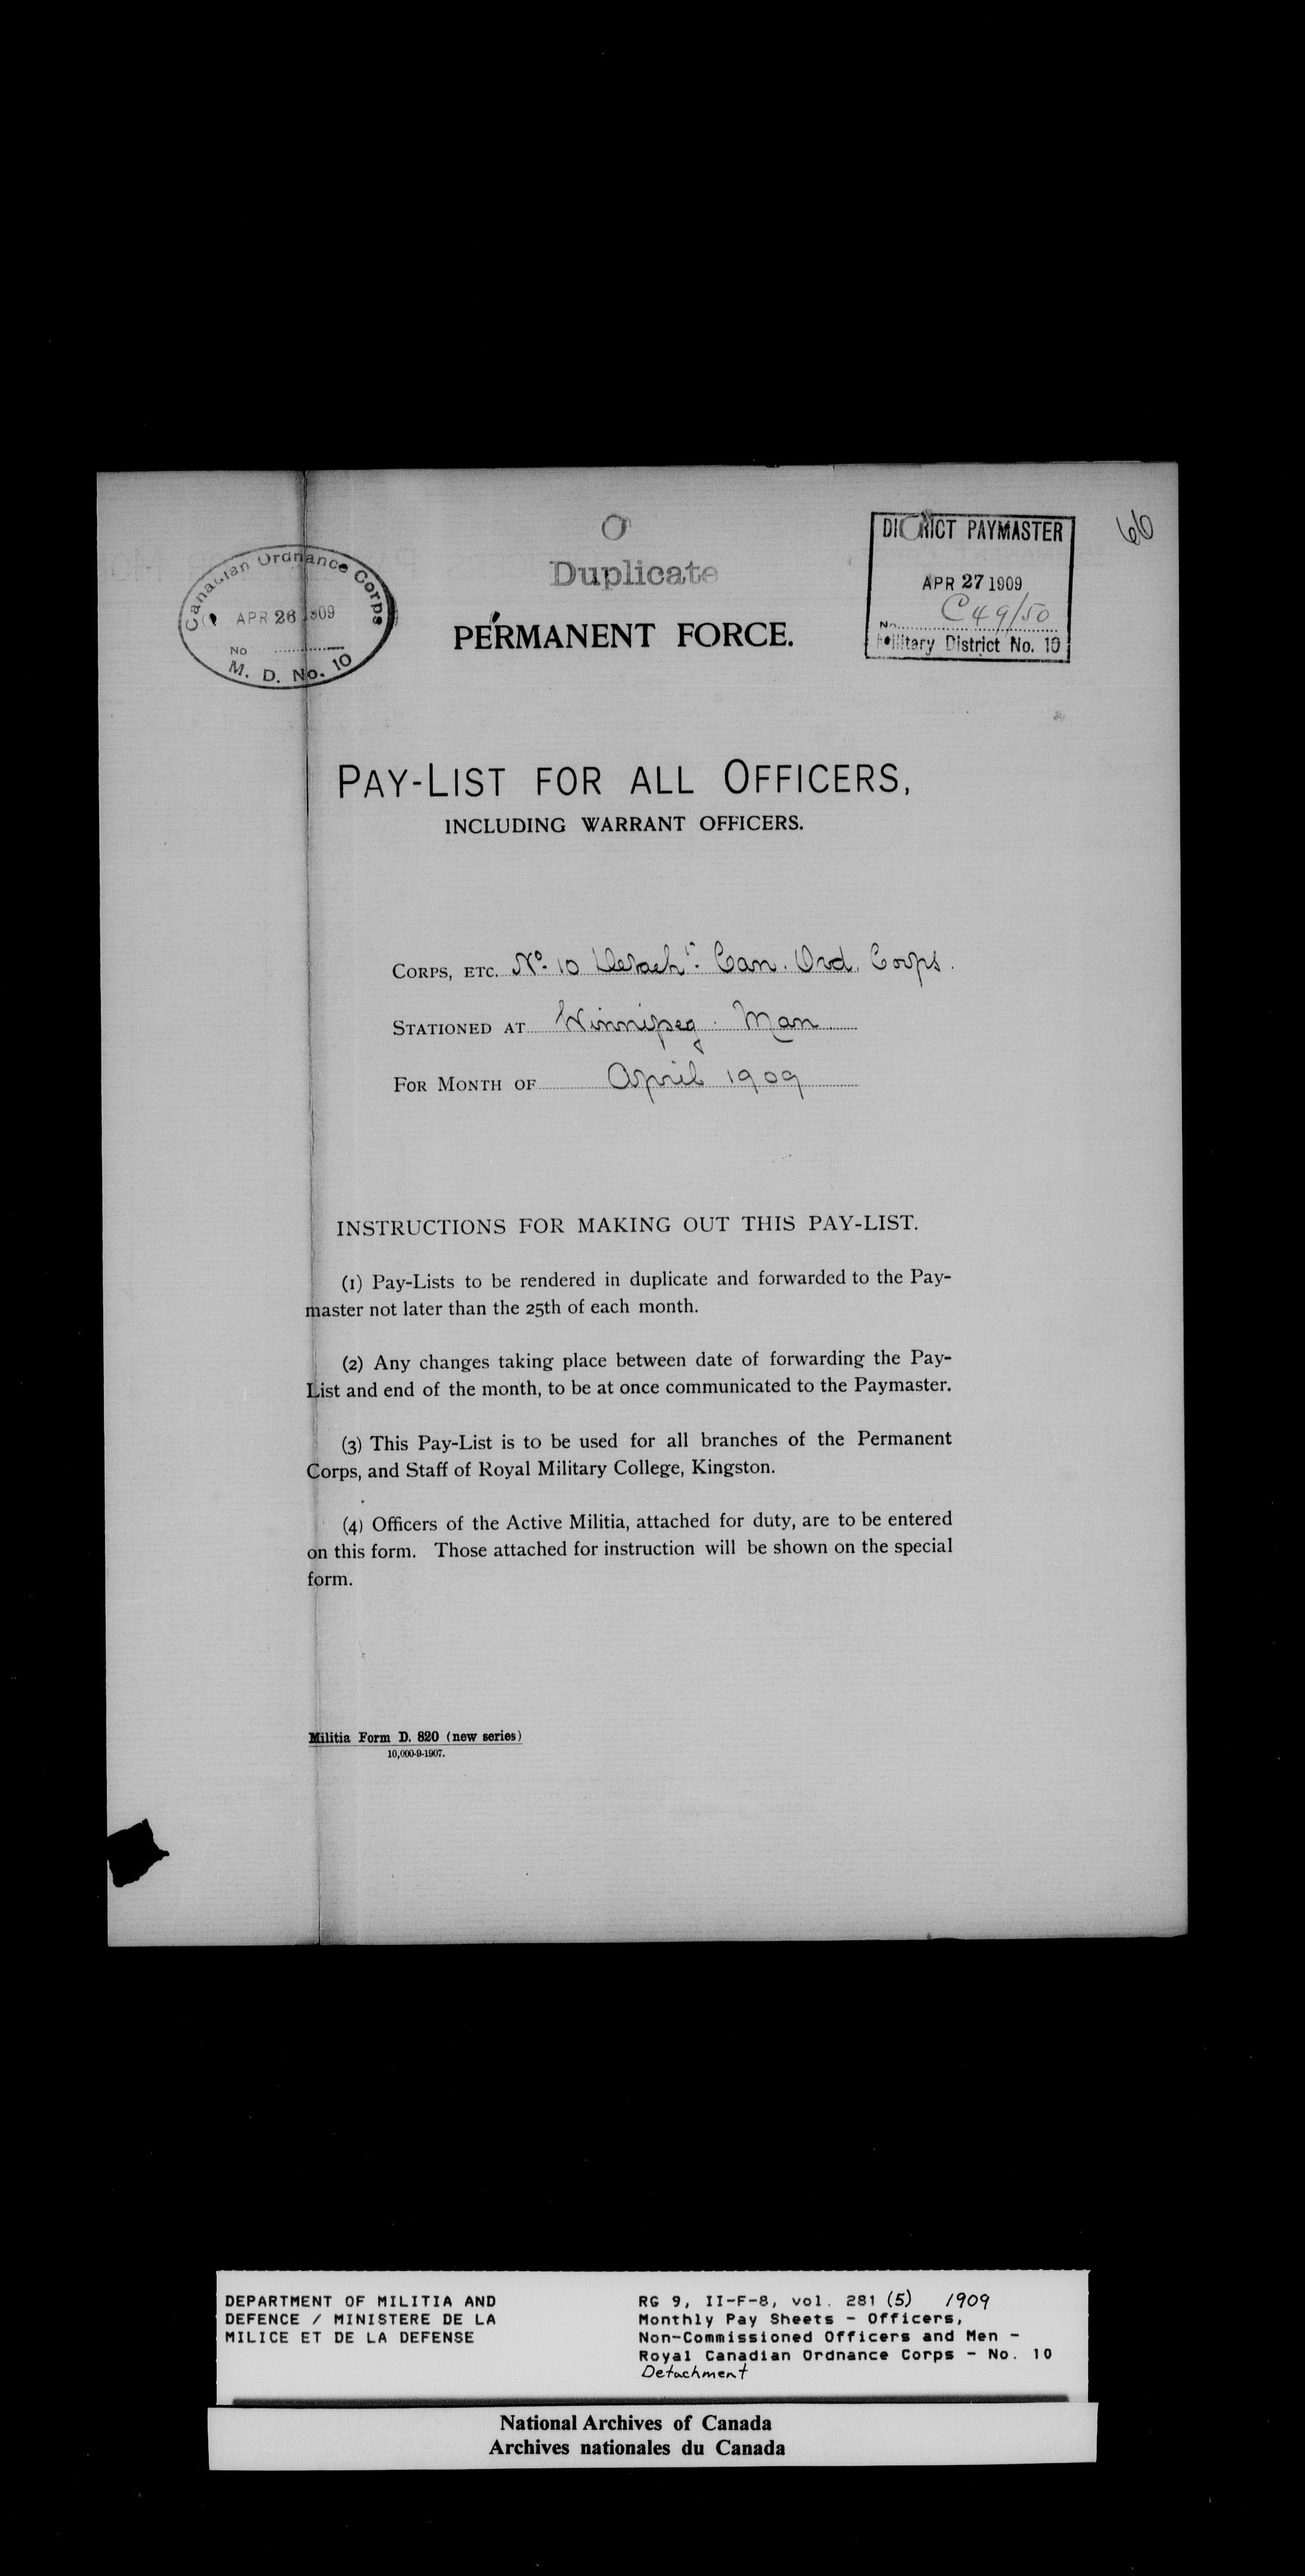 66
Canadian Ordnance Corps
APR 26 1909
No
M. D. No. 10
Duplicate
DISTRICT PAYMASTER
APR 27 1909
No. C49/50
Military District No. 10
PERMANENT FORCE.
PAY-LIST FOR ALL OFFICERS,
INCLUDING WARRANT OFFICERS.
CORPS, ETC. No. 10 Detacht. Can. Ord. Corps.
STATIONED AT Winnipeg. Man
FOR MONTH OF April 1909
INSTRUCTIONS FOR MAKING OUT THIS PAY-LIST.
(1) Pay-Lists to be rendered in duplicate and forwarded to the Pay-
master not later than the 25th of each month.
(2) Any changes taking place between date of forwarding the Pay-
List and end of the month, to be at once communicated to the Paymaster.
(3) This Pay-List is to be used for all branches of the Permanent
Corps, and Staff of Royal Military College, Kingston.
(4) Officers of the Active Militia, attached for duty, are to be entered
on this form. Those attached for instruction will be shown on the special
form.
Militia Form D. 820 (new series)
10,000-9-1907.
DEPARTMENT OF MILITIA AND
DEFENCE / MINISTERE DE LA
MILICE ET DE LA DEFENSE
RG 9, II-F-8, vol. 281 (5) 1909
Monthly Pay Sheets - Officers,
Non-Commissioned Officers and Men -
Royal Canadian Ordnance Corps - No. 10
Detachment
National Archives of Canada
Archives nationales du Canada